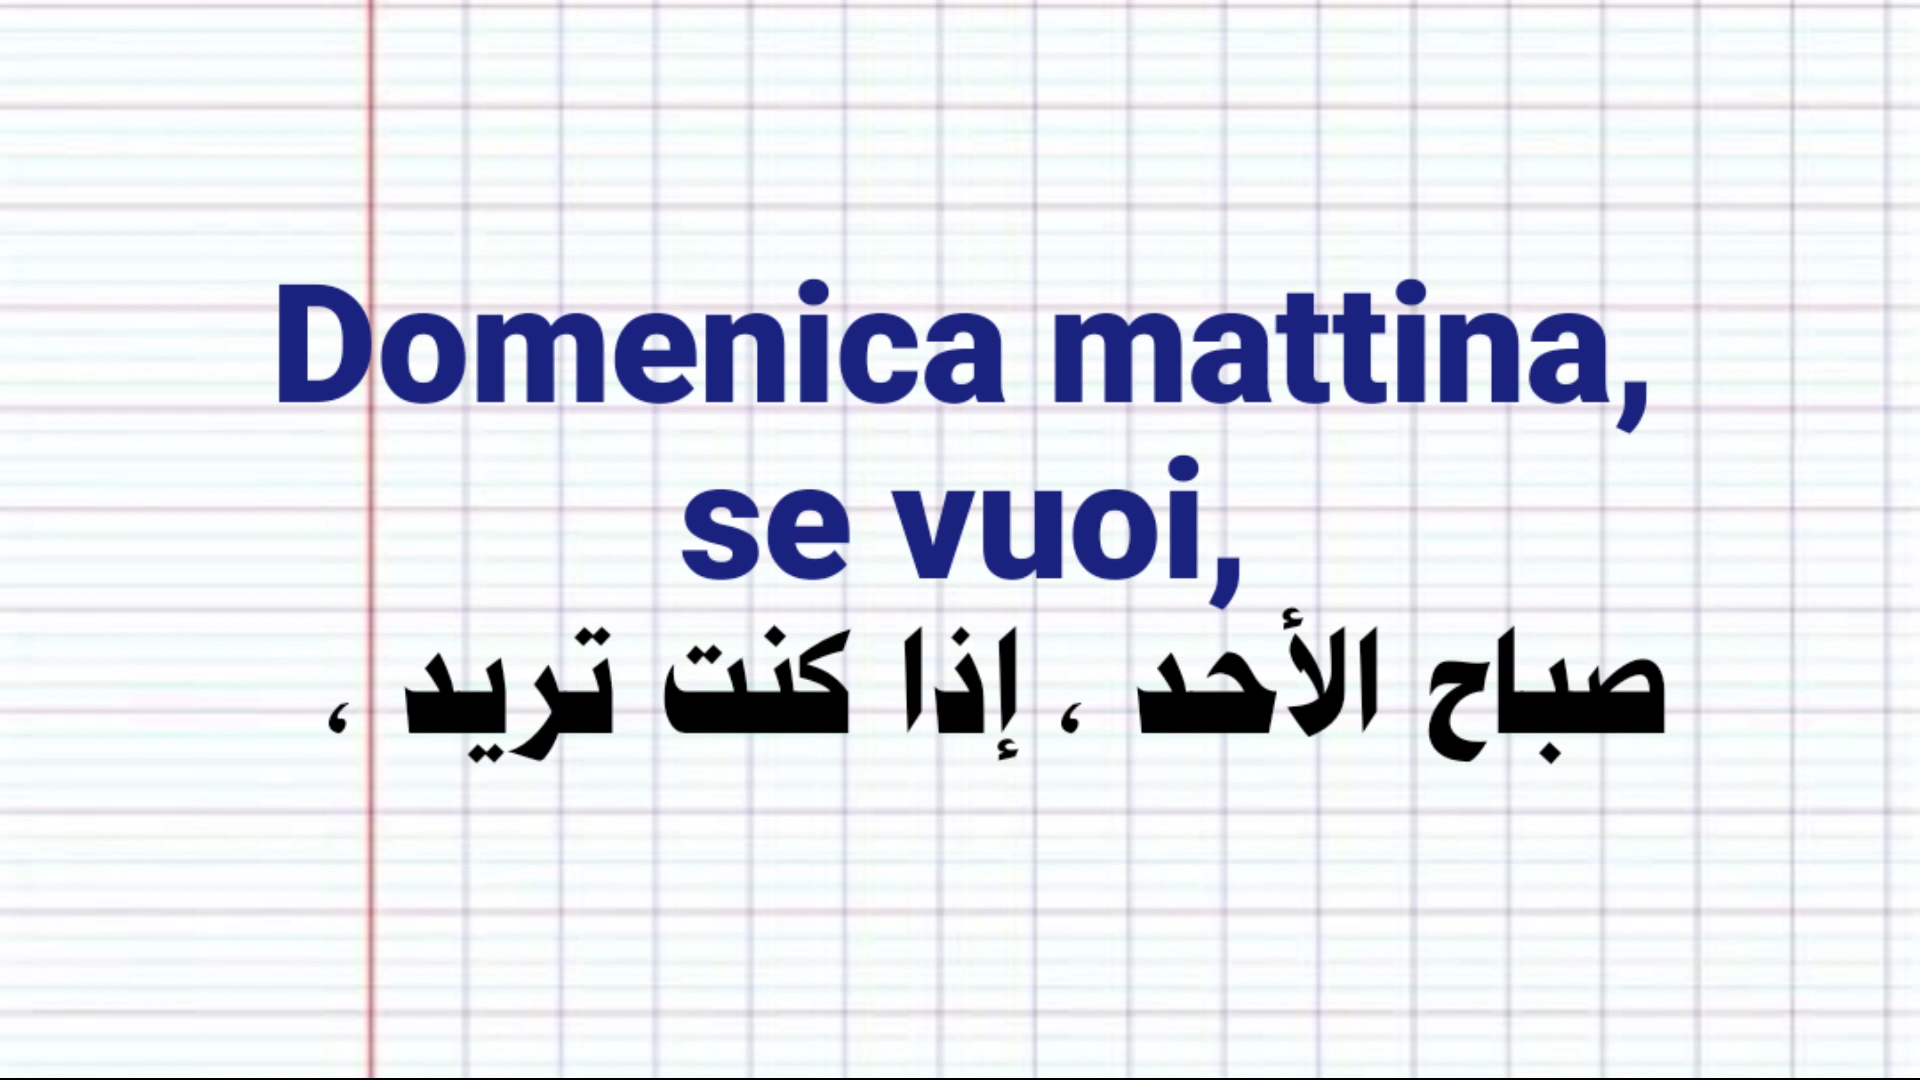 Domenica mattina,
se vuoi,
صباح الأحد ، إذا كنت تريد ،